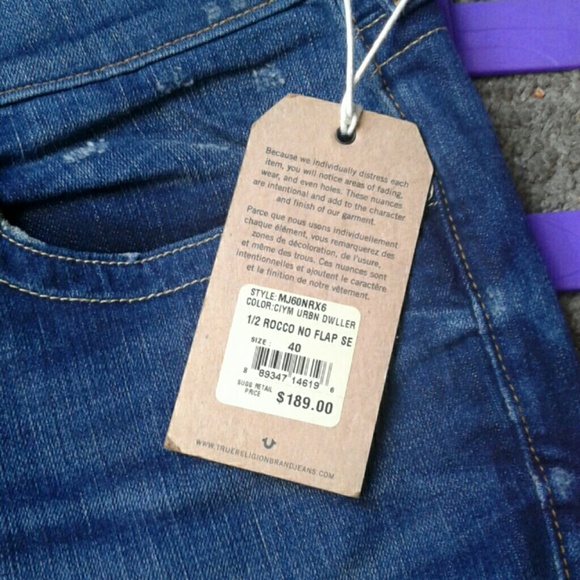 Because we individually distress each
item, you will notice areas of fading,
wear, and even holes. These nuances
are intentional and add to the character
and finish of our garment.
Parce que nous usons individuellement
chaque élément, vous remarquerez des
zones de décoloration, de l'usure,
et même des trous. Ces nuances sont
intentionnelles et ajoutent le caractère
et la finition de notre vêtement.
STYLE: MJ60NRX6
COLOR:CIYM URBN DWLLER
1/2 ROCCO NO FLAP SE
SIZE: 40
8 89347 14619 6
SUGG RETAIL
PRICE $189.00
WWW.TRUERELIGIONBRANDJEANS.COM